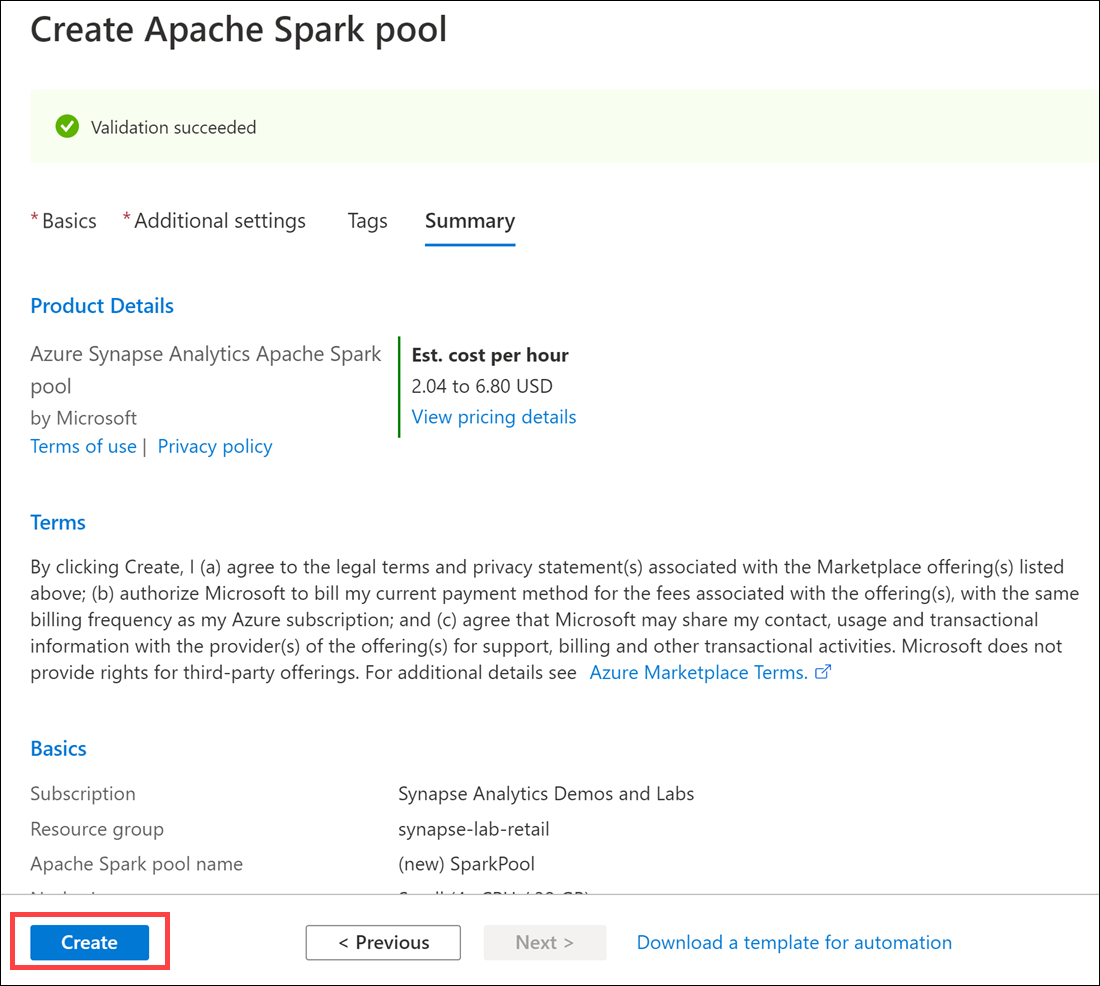 Create Apache Spark pool
Validation succeeded
* Basics * Additional settings Tags Summary
Product Details
Azure Synapse Analytics Apache Spark
pool
by Microsoft
Terms of use | Privacy policy
Est. cost per hour
2.04 to 6.80 USD
View pricing details
Terms
By clicking Create, I (a) agree to the legal terms and privacy statement(s) associated with the Marketplace offering(s) listed
above; (b) authorize Microsoft to bill my current payment method for the fees associated with the offering(s), with the same
billing frequency as my Azure subscription; and (c) agree that Microsoft may share my contact, usage and transactional
information with the provider(s) of the offering(s) for support, billing and other transactional activities. Microsoft does not
provide rights for third-party offerings. For additional details see Azure Marketplace Terms.
Basics
Subscription Synapse Analytics Demos and Labs
Resource group synapse-lab-retail
Apache Spark pool name (new) SparkPool
Create < Previous Next > Download a template for automation